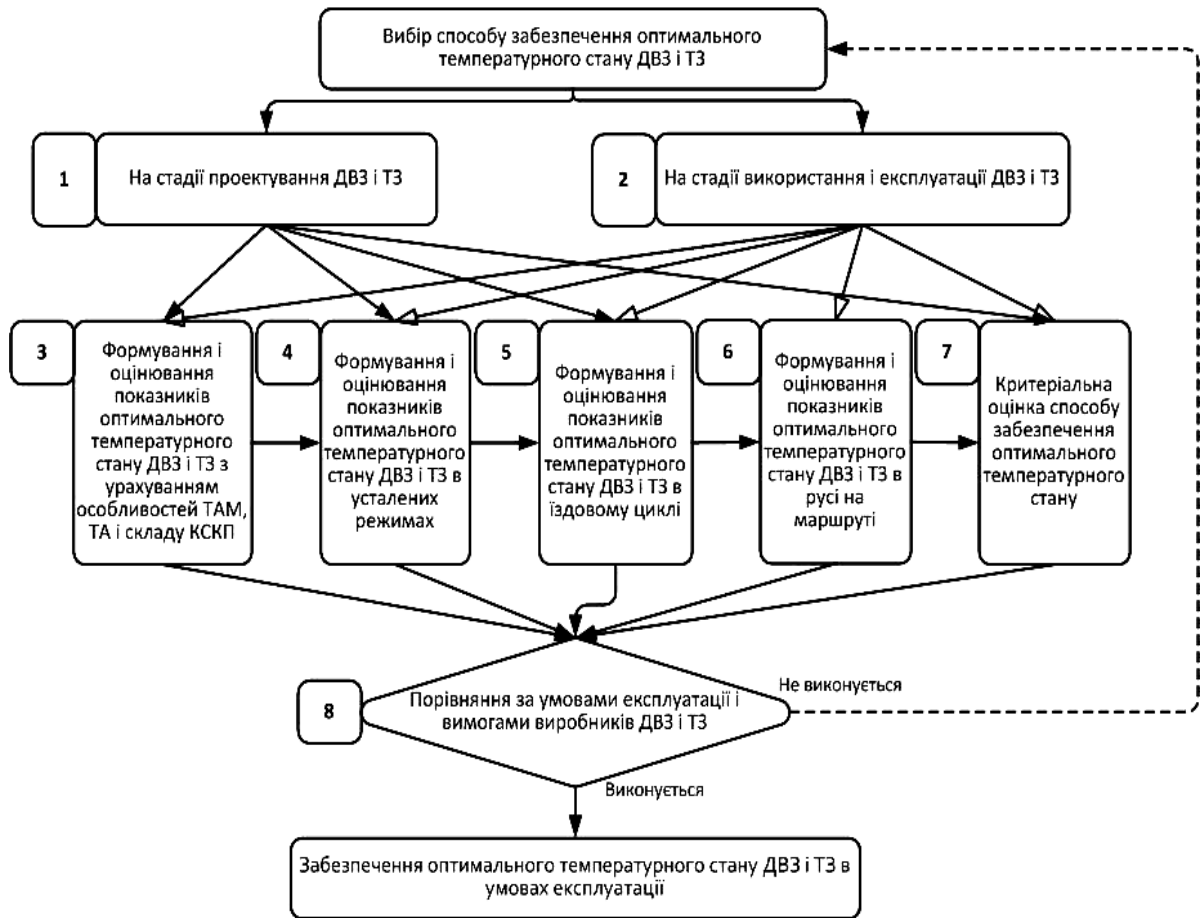 Вибір способу забезпечення оптимального
температурного стану ДВЗ і ТЗ
1
На стадії проектування ДВЗ і ТЗ
2
На стадії використання і експлуатації ДВЗ і ТЗ
3
Формування і
оцінювання
показників
оптимального
температурного
стану ДВЗ і ТЗ з
урахуванням
особливостей ТАМ,
ТА і складу КСКП
4
Формування і
оцінювання
показників
оптимального
температурного
стану ДВЗ і ТЗ в
усталених
режимах
5
Формування і
оцінювання
показників
оптимального
температурного
стану ДВЗ і ТЗ в
їздовому циклі
6
Формування і
оцінювання
показників
оптимального
температурного
стану ДВЗ і ТЗ в
русі на
маршруті
7
Критеріальна
оцінка способу
забезпечення
оптимального
температурного
стану
8
Порівняння за умовами експлуатації і
вимогами виробників ДВЗ і ТЗ
Не виконується
Виконується
Забезпечення оптимального температурного стану ДВЗ і ТЗ в
умовах експлуатації